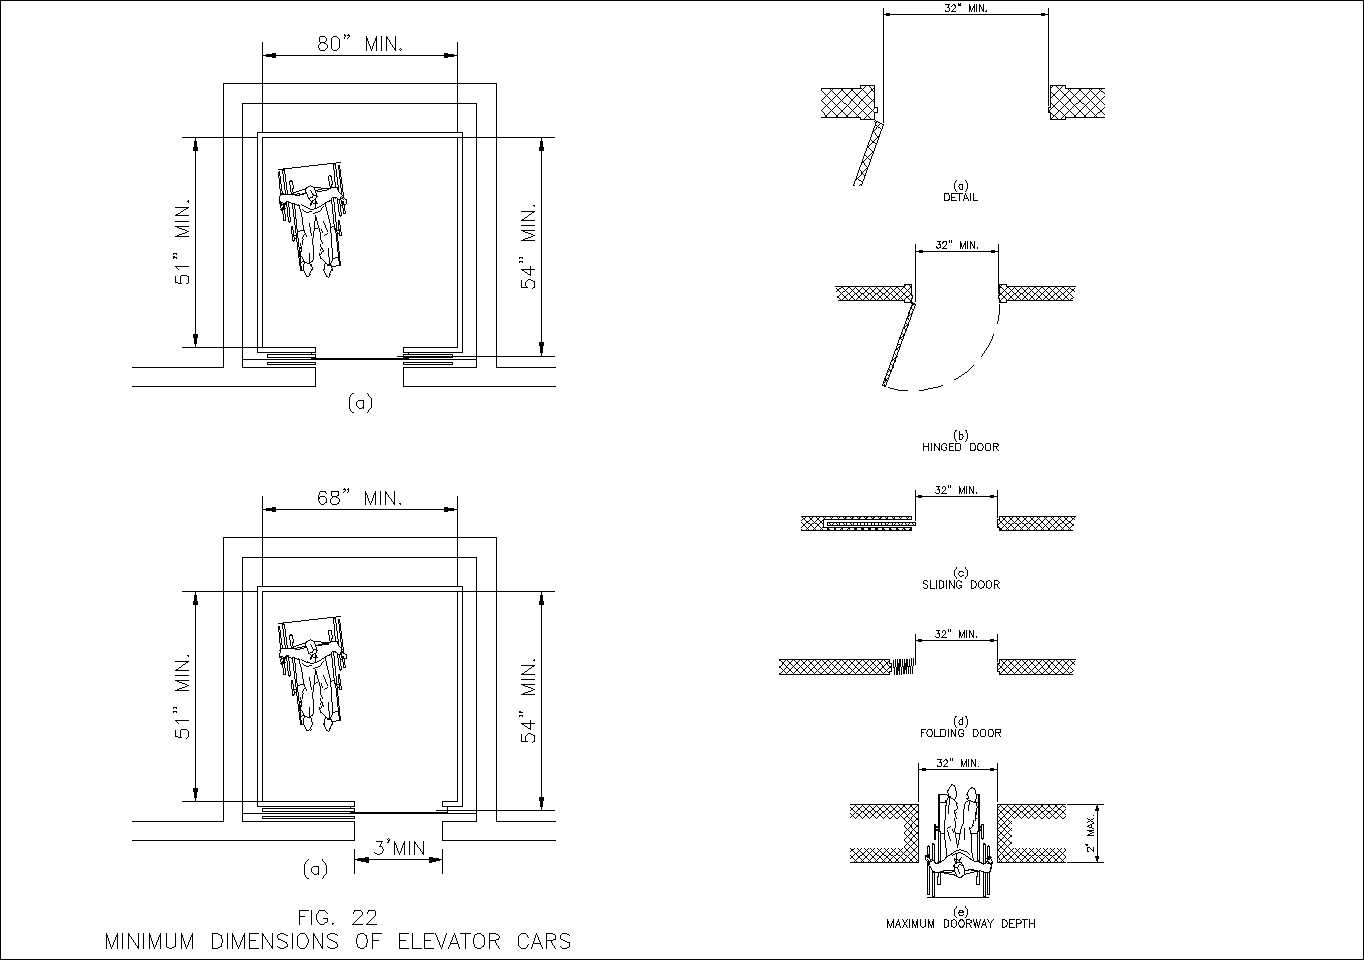 80" MIN.
51" MIN.
54" MIN.
(a)
68" MIN.
51" MIN.
54" MIN.
3'MIN
(a)
FIG. 22
MINIMUM DIMENSIONS OF ELEVATOR CARS
32" MIN.
(a)
DETAIL
32" MIN.
(b)
HINGED DOOR
32" MIN.
(c)
SLIDING DOOR
32" MIN.
(d)
FOLDING DOOR
32" MIN.
2' MAX.
(e)
MAXIMUM DOORWAY DEPTH